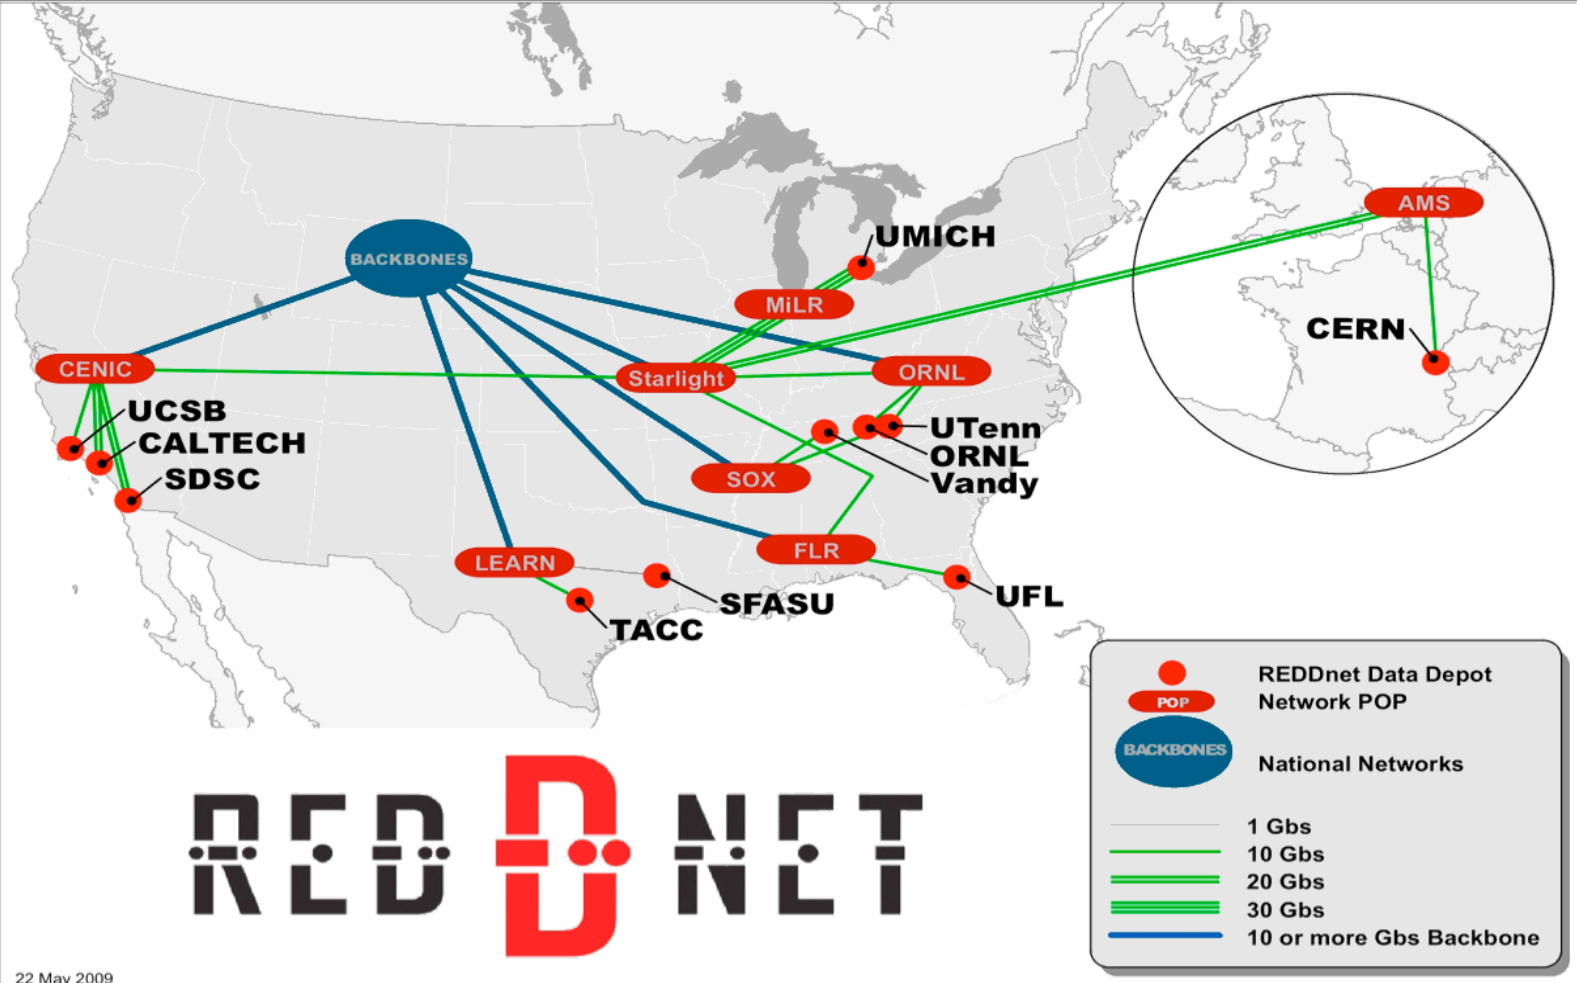 UMICH
AMS
BACKBONES
MiLR
CERN
CENIC
Starlight
ORNL
UCSB
CALTECH
SDSC
UTenn
ORNL
Vandy
SOX
FLR
LEARN
SFASU
UFL
TACC
REDDnet Data Depot
POP
Network POP
BACKBONES
National Networks
1 Gbs
10 Gbs
20 Gbs
30 Gbs
10 or more Gbs Backbone
RED D NET
22 May 2009